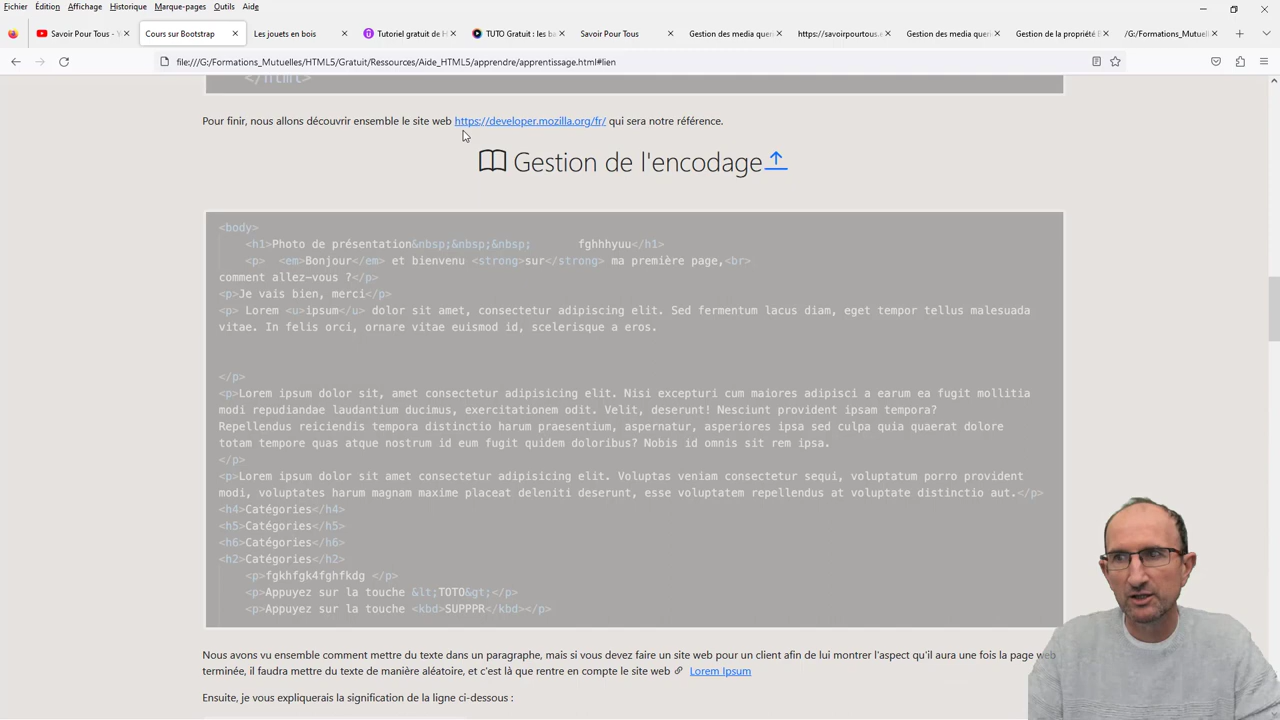 Fichier Édition Affichage Historique Marque-pages Outils Aide
Savoir Pour Tous - Y Cours sur Bootstrap Les jouets en bois Tutoriel gratuit de H TUTO Gratuit : les ba Savoir Pour Tous Gestion des media quer https://savoirpourtous.c Gestion des media quer Gestion de la propriété D /G:/Formations_Mutuelles/H
file:///G:/Formations_Mutuelles/HTML5/Gratuit/Ressources/Aide_HTML5/apprendre/apprentissage.html#lien
</html>
Pour finir, nous allons découvrir ensemble le site web https://developer.mozilla.org/fr/ qui sera notre référence.
Gestion de l'encodage
<body>
<h1>Photo de présentation&nbsp;&nbsp;&nbsp; fghhhyuu</h1>
<p> <em>Bonjour</em> et bienvenu <strong>sur</strong> ma première page,<br>
comment allez-vous ?</p>
<p>Je vais bien, merci</p>
<p> Lorem <u>ipsum</u> dolor sit amet, consectetur adipiscing elit. Sed fermentum lacus diam, eget tempor tellus malesuada
vitae. In felis orci, ornare vitae euismod id, scelerisque a eros.
</p>
<p>Lorem ipsum dolor sit, amet consectetur adipisicing elit. Nisi excepturi cum maiores adipisci a earum ea fugit mollitia
modi repudiandae laudantium ducimus, exercitationem odit. Velit, deserunt! Nesciunt provident ipsam tempora?
Repellendus reiciendis tempora distinctio harum praesentium, aspernatur, asperiores ipsa sed culpa quia quaerat dolore
totam tempore quas atque nostrum id eum fugit quidem doloribus? Nobis id omnis sit rem ipsa.
</p>
<p>Lorem ipsum dolor sit amet consectetur adipisicing elit. Voluptas veniam consectetur sequi, voluptatum porro provident
modi, voluptates harum magnam maxime placeat deleniti deserunt, esse voluptatem repellendus at voluptate distinctio aut.</p>
<h4>Catégories</h4>
<h5>Catégories</h5>
<h6>Catégories</h6>
<h2>Catégories</h2>
<p>fgkhfgk4fghfkdg </p>
<p>Appuyez sur la touche &lt;TOTO&gt;</p>
<p>Appuyez sur la touche <kbd>SUPPPR</kbd></p>
Nous avons vu ensemble comment mettre du texte dans un paragraphe, mais si vous devez faire un site web pour un client afin de lui montrer l'aspect qu'il aura une fois la page web
terminée, il faudra mettre du texte de manière aléatoire, et c'est là que rentre en compte le site web Lorem Ipsum
Ensuite, je vous expliquerais la signification de la ligne ci-dessous :